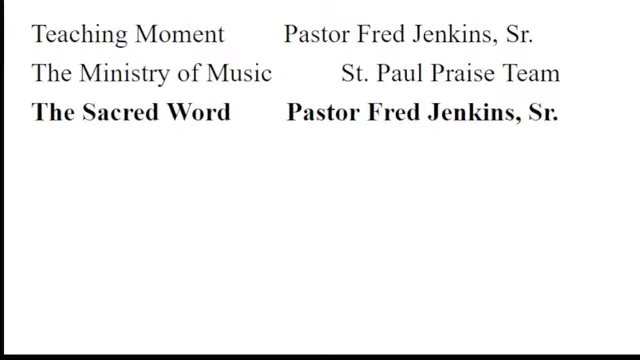 Teaching Moment Pastor Fred Jenkins, Sr.
The Ministry of Music St. Paul Praise Team
The Sacred Word Pastor Fred Jenkins, Sr.